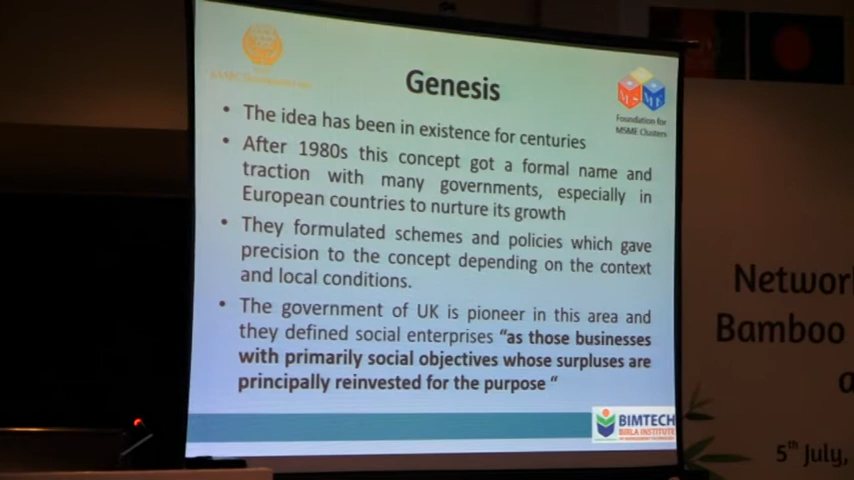 Genesis
• The idea has been in existence for centuries
• After 1980s this concept got a formal name and
traction with many governments, especially in
European countries to nurture its growth
• They formulated schemes and policies which gave
precision to the concept depending on the context
and local conditions.
• The government of UK is pioneer in this area and
they defined social enterprises “as those businesses
with primarily social objectives whose surpluses are
principally reinvested for the purpose “
MSME
Foundation for
MSME Clusters
BIMTECH
BIRLA INSTITUTE
OF MANAGEMENT TECHNOLOGY
Networ
Bamboo
a
5th July,